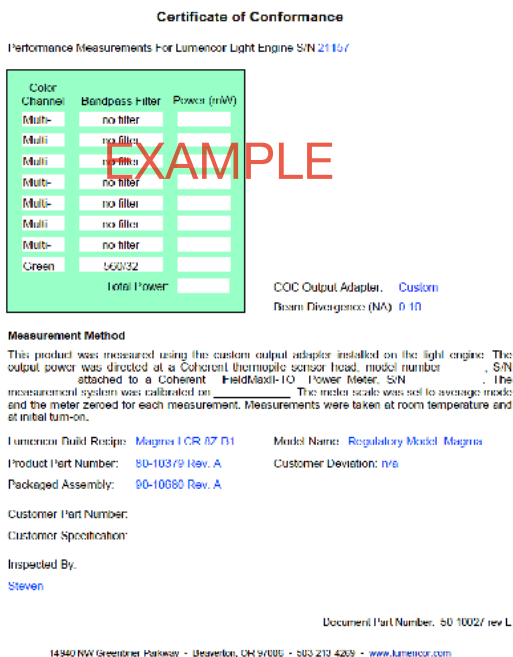 Certificate of Conformance
Performance Measurements For Lumencor Light Engine S/N 21157
Color
Channel Bandpass Filter Power (mW)
Multi- no filter
Multi no filter
EXAMPLE
Multi no filter
Multi- no filter
Multi- no filter
Multi no filter
Multi- no filter
Green 560/32
Total Power
COC Output Adapter. Custom
Beam Divergence (NA) 0.10
Measurement Method
This product was measured using the custom output adapter installed on the light engine. The
output power was directed at a Coherent thermopile sensor head, model number , S/N
attached to a Coherent FieldMaxII-TO Power Meter, S/N . The
measurement system was calibrated on ____________ The meter scale was set to average mode
and the meter zeroed for each measurement. Measurements were taken at room temperature and
at initial turn-on.
Lumencor Build Recipe Magma LCR 8Z B1 Model Name Regulatory Model Magma
Product Part Number: 80-10379 Rev. A Customer Deviation: n/a
Packaged Assembly: 90-10680 Rev. A
Customer Part Number:
Customer Specification:
Inspected By.
Steven
Document Part Number. 50 10027 rev L
14940 NW Greenbrier Parkway - Beaverton, OR 97006 - 503 213 4269 - www.lumencor.com